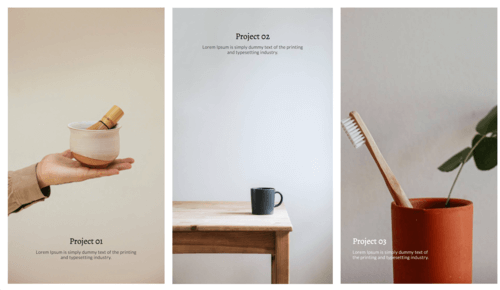 Project 01
Lorem Ipsum is simply dummy text of the printing
and typesetting industry.
Project 02
Lorem Ipsum is simply dummy text of the printing
and typesetting industry.
Project 03
Lorem Ipsum is simply dummy text of
the printing and typesetting industry.